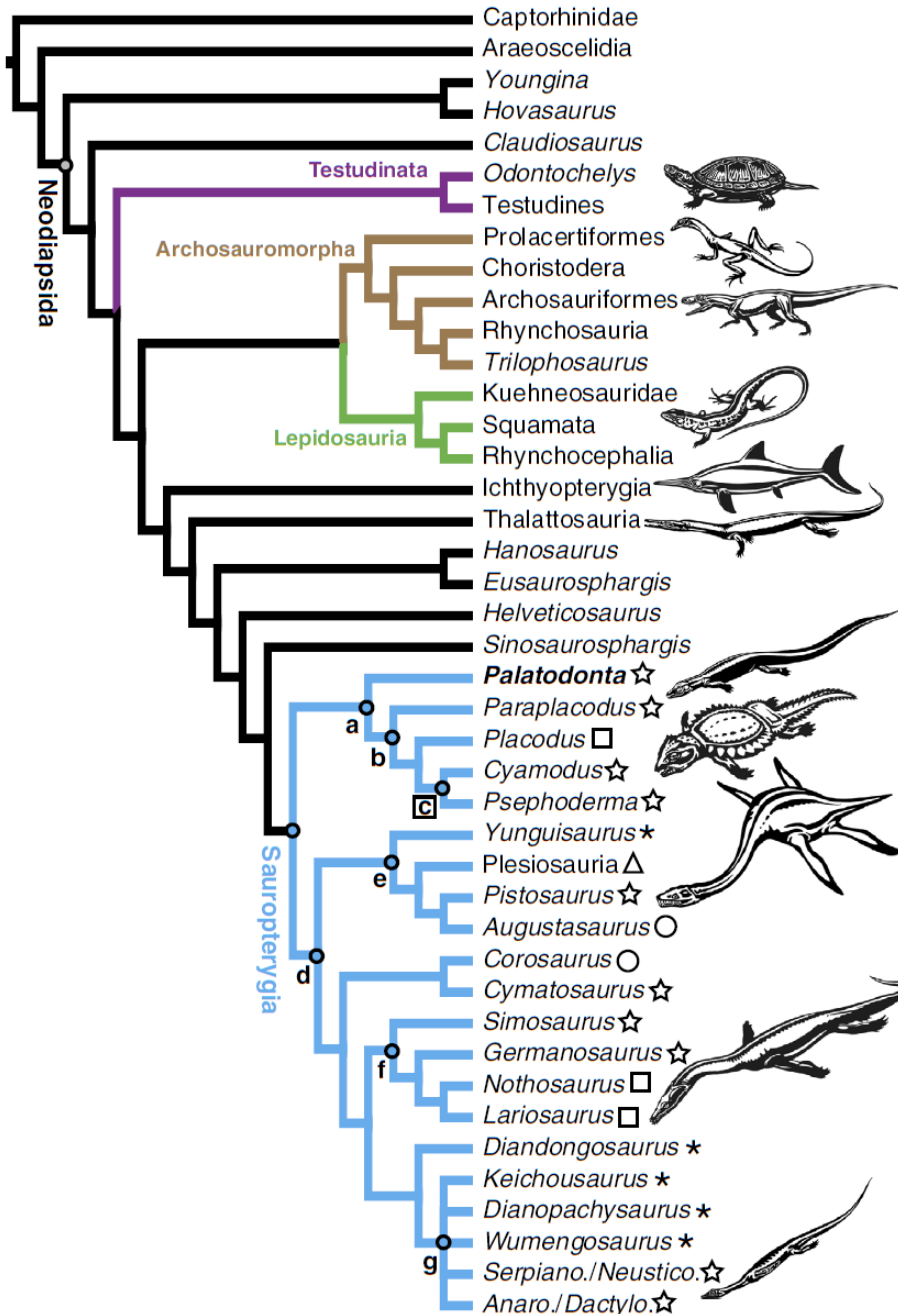 Captorhinidae
Araeoscelidia
Youngina
Hovasaurus
Claudiosaurus
Neodiapsida
Testudinata
Odontochelys
Testudines
Archosauromorpha
Prolacertiformes
Choristodera
Archosauriformes
Rhynchosauria
Trilophosaurus
Lepidosauria
Kuehneosauridae
Squamata
Rhynchocephalia
Ichthyopterygia
Thalattosauria
Hanosaurus
Eusaurosphargis
Helveticosaurus
Sinosaurosphargis
Sauropterygia
Palatodonta ☆
a
Paraplacodus ☆
b
Placodus □
Cyamodus ☆
c
Psephoderma ☆
Yunguisaurus *
e
Plesiosauria △
Pistosaurus ☆
Augustasaurus ○
d
Corosaurus ○
Cymatosaurus ☆
Simosaurus ☆
f
Germanosaurus ☆
Nothosaurus □
Lariosaurus □
Diandongosaurus *
Keichousaurus *
Dianopachysaurus *
Wumengosaurus *
g
Serpiano./Neustico. ☆
Anaro./Dactylo. ☆